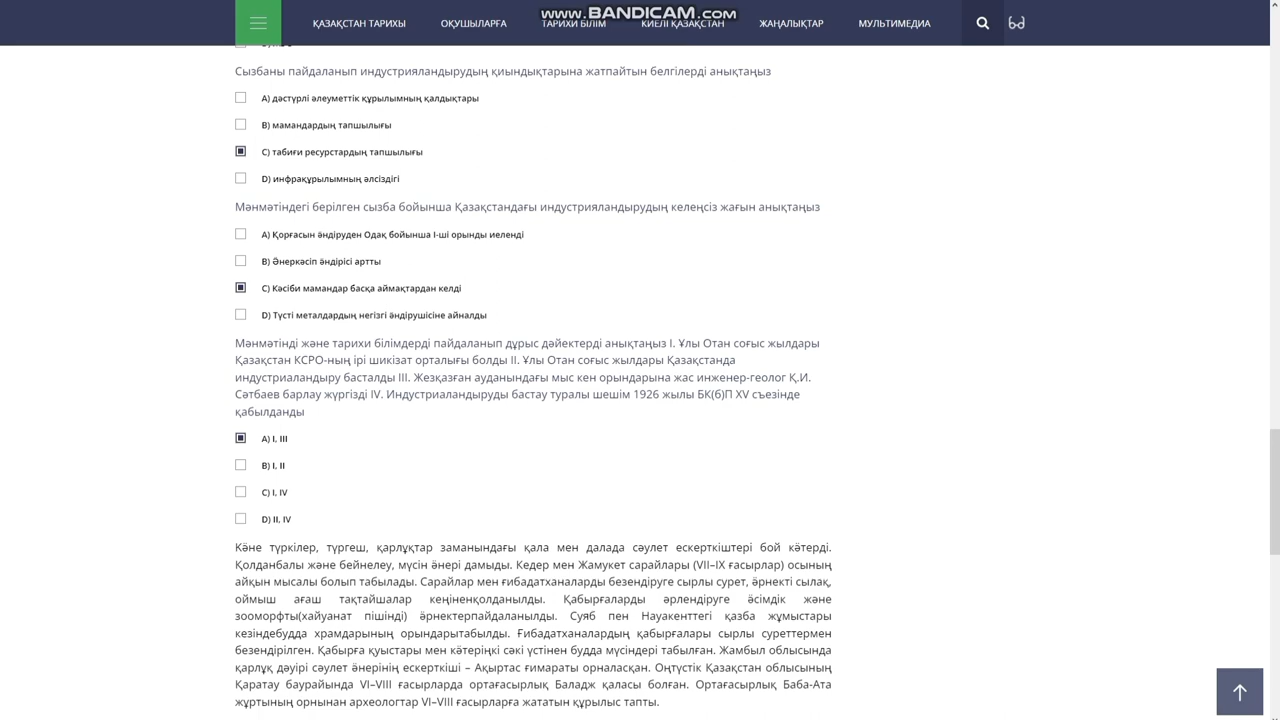 www.BANDICAM.com
ҚАЗАҚСТАН ТАРИХЫ ОҚУШЫЛАРҒА ТАРИХИ БІЛІМ КИЕЛІ ҚАЗАҚСТАН ЖАҢАЛЫҚТАР МУЛЬТИМЕДИА
Сызбаны пайдаланып индустрияландырудың қиындықтарына жатпайтын белгілерді анықтаңыз
A) дәстүрлі әлеуметтік құрылымның қалдықтары
B) мамандардың тапшылығы
C) табиғи ресурстардың тапшылығы
D) инфрақұрылымның әлсіздігі
Мәнмәтіндегі берілген сызба бойынша Қазақстандағы индустрияландырудың келеңсіз жағын анықтаңыз
A) Қорғасын өндіруден Одақ бойынша І-ші орынды иеленді
B) Өнеркәсіп өндірісі артты
C) Кәсіби мамандар басқа аймақтардан келді
D) Түсті металдардың негізгі өндірушісіне айналды
Мәнмәтінді және тарихи білімдерді пайдаланып дұрыс дәйектерді анықтаңыз І. Ұлы Отан соғыс жылдары
Қазақстан КСРО-ның ірі шикізат орталығы болды ІІ. Ұлы Отан соғыс жылдары Қазақстанда
индустриаландыру басталды ІІІ. Жезқазған ауданындағы мыс кен орындарына жас инженер-геолог Қ.И.
Сәтбаев барлау жүргізді IV. Индустриаландыруды бастау туралы шешім 1926 жылы БК(б)П XV съезінде
қабылданды
A) I, III
B) I, II
C) I, IV
D) II, IV
Көне түркілер, түргеш, қарлұқтар заманындағы қала мен далада сәулет ескерткіштері бой көтерді.
Қолданбалы және бейнелеу, мүсін өнері дамыды. Кедер мен Жамукет сарайлары (VII–IX ғасырлар) осының
айқын мысалы болып табылады. Сарайлар мен ғибадатханаларды безендіруге сырлы сурет, әрнекті сылақ,
оймыш ағаш тақтайшалар кеңіненқолданылды. Қабырғаларды әрлендіруге өсімдік және
зооморфты(хайуанат пішінді) өрнектерпайдаланылды. Суяб пен Науакенттегі қазба жұмыстары
кезіндебудда храмдарының орындарытабылды. Ғибадатханалардың қабырғалары сырлы суреттермен
безендірілген. Қабырға қуыстары мен көтеріңкі сәкі үстінен будда мүсіндері табылған. Жамбыл облысында
қарлұқ дәуірі сәулет өнерінің ескерткіші – Ақыртас ғимараты орналасқан. Оңтүстік Қазақстан облысының
Қаратау баурайында VI–VIII ғасырларда ортағасырлық Баладж қаласы болған. Ортағасырлық Баба-Ата
жұртының орнынан археологтар VI–VIII ғасырларға жататын құрылыс тапты.